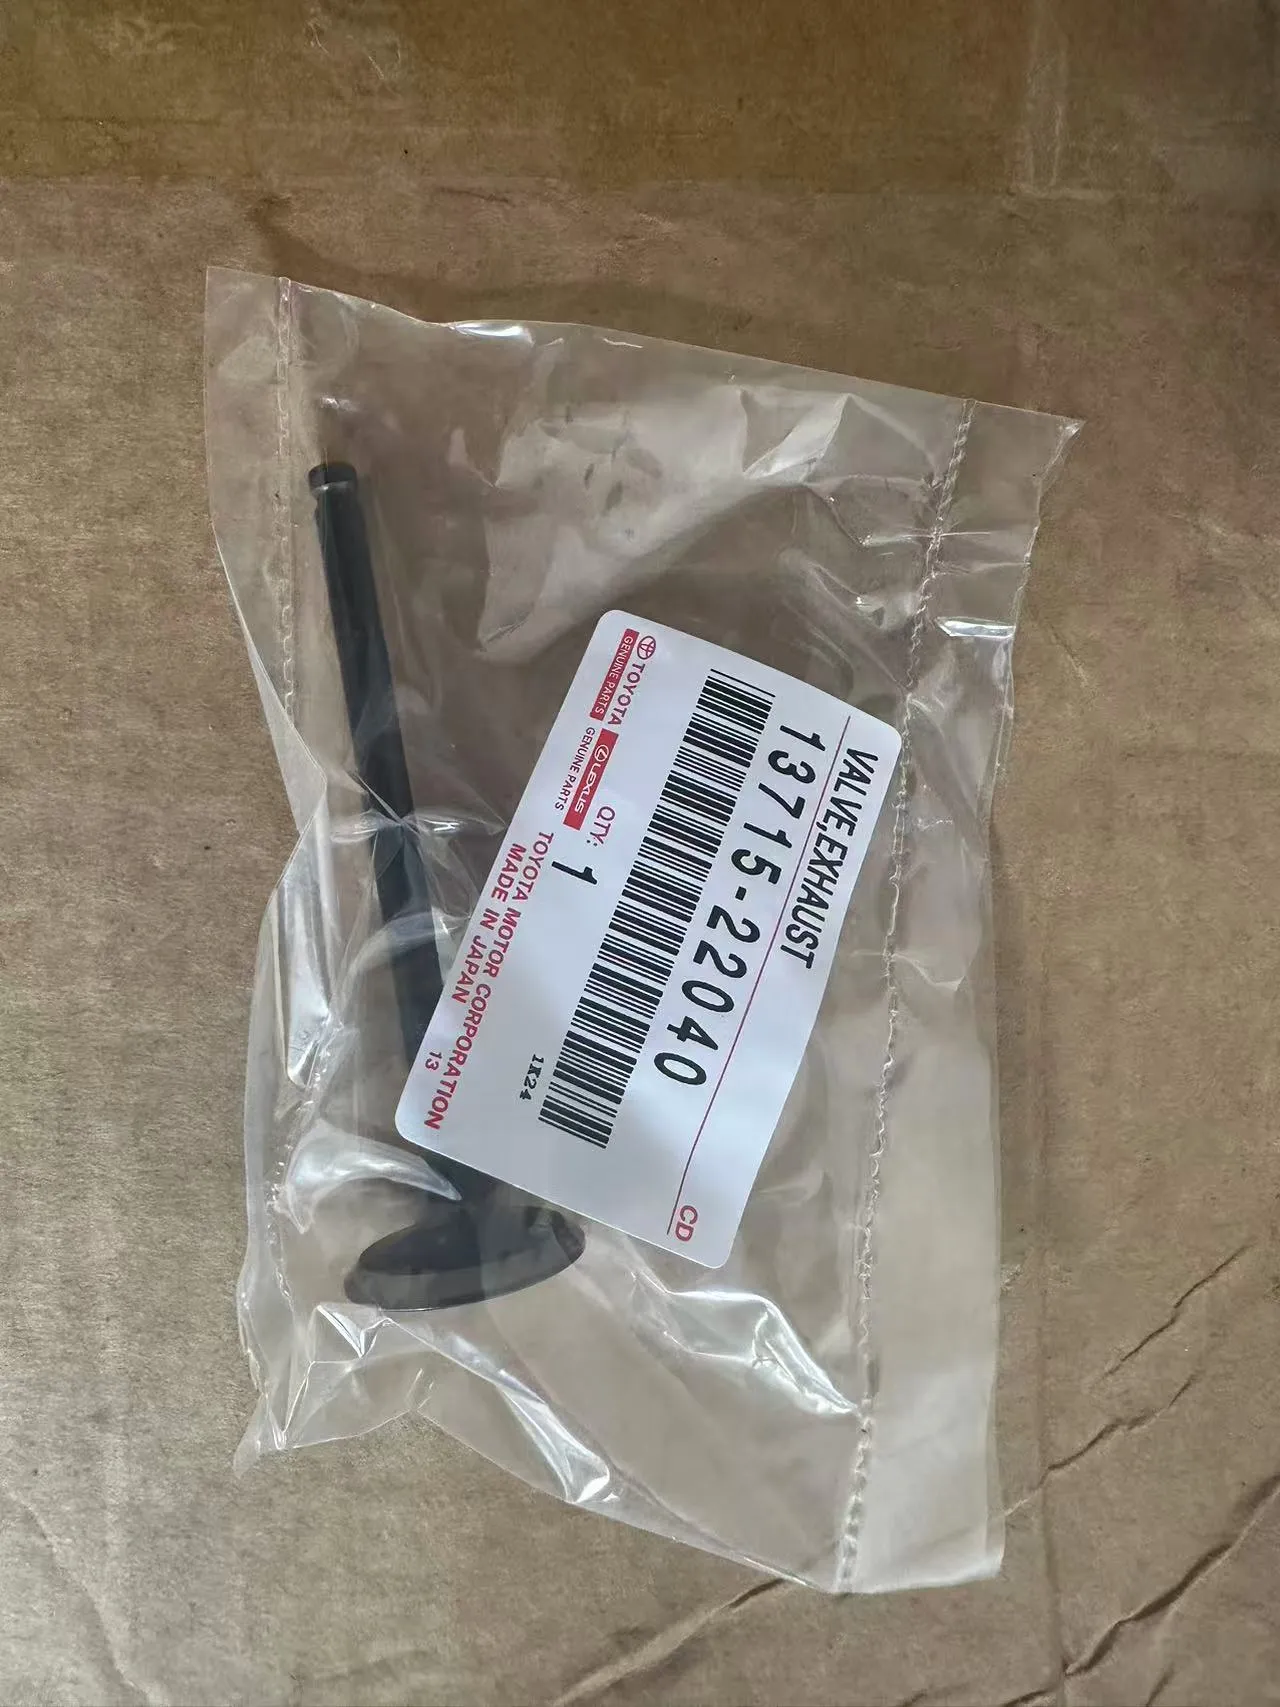 VALVE,EXHAUST
13715-22040
CD
TOYOTA
GENUINE PARTS
LEXUS
GENUINE PARTS
QTY: 1
1K24
TOYOTA MOTOR CORPORATION
MADE IN JAPAN 13